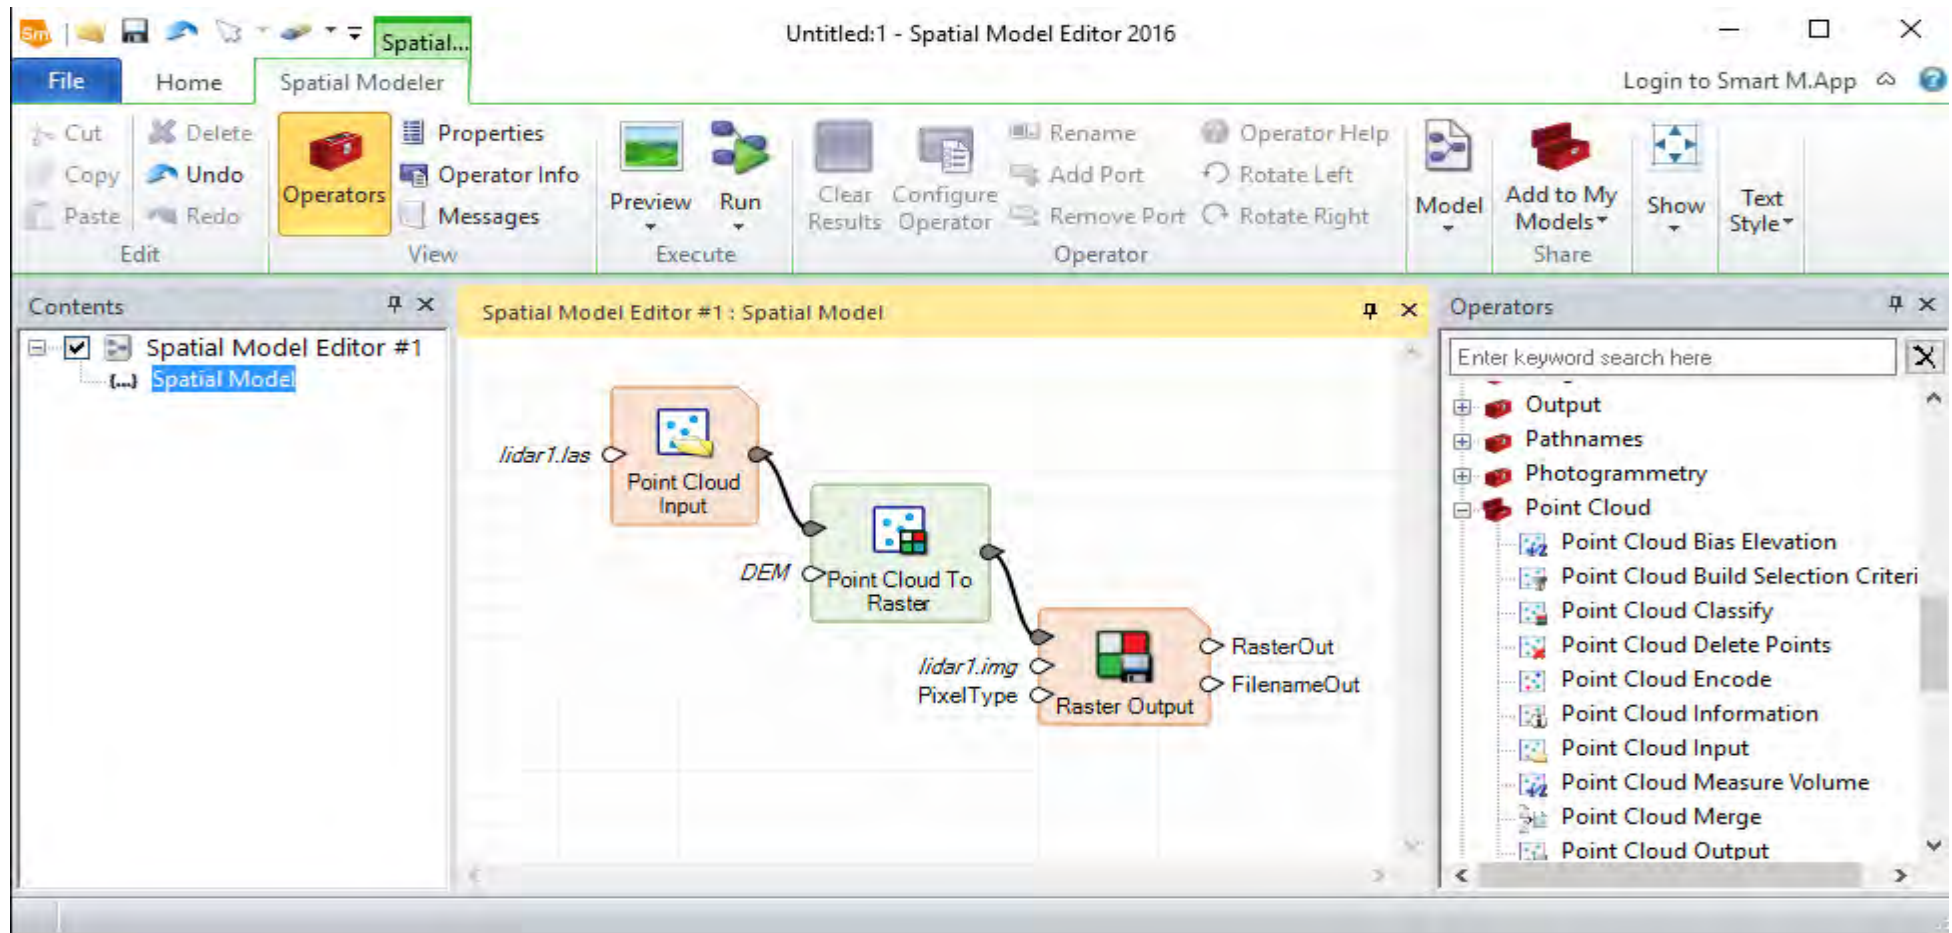 Sm
Spatial...
Untitled:1 - Spatial Model Editor 2016
File
Home
Spatial Modeler
Login to Smart M.App
Cut
Copy
Paste
Delete
Undo
Redo
Edit
Operators
Properties
Operator Info
Messages
View
Preview
Run
Execute
Clear
Results
Configure
Operator
Rename
Add Port
Remove Port
Operator Help
Rotate Left
Rotate Right
Operator
Model
Add to My
Models
Share
Show
Text
Style
Contents
Spatial Model Editor #1
{...} Spatial Model
Spatial Model Editor #1 : Spatial Model
lidar1.las
Point Cloud
Input
DEM
Point Cloud To
Raster
lidar1.img
PixelType
Raster Output
RasterOut
FilenameOut
Operators
Enter keyword search here
Output
Pathnames
Photogrammetry
Point Cloud
Point Cloud Bias Elevation
Point Cloud Build Selection Criteri
Point Cloud Classify
Point Cloud Delete Points
Point Cloud Encode
Point Cloud Information
Point Cloud Input
Point Cloud Measure Volume
Point Cloud Merge
Point Cloud Output